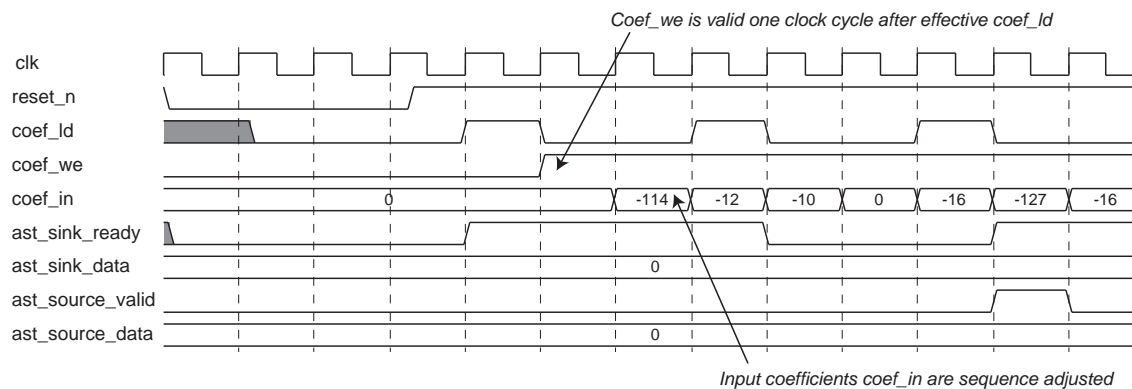 Coef_we is valid one clock cycle after effective coef_ld
clk
reset_n
coef_ld
coef_we
coef_in 0 -114 -12 -10 0 -16 -127 -16
ast_sink_ready
ast_sink_data 0
ast_source_valid
ast_source_data 0
Input coefficients coef_in are sequence adjusted